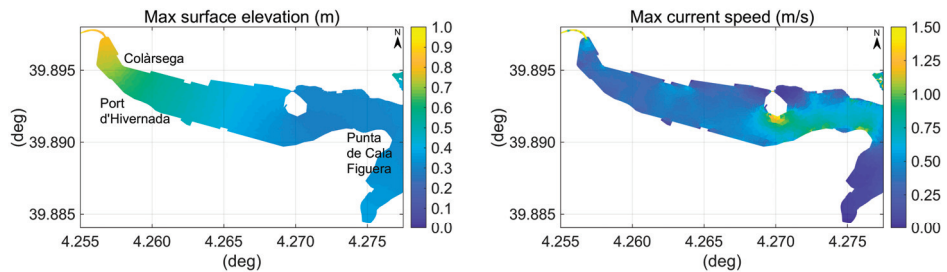 Max surface elevation (m)
N
1.0
0.9
0.8
0.7
0.6
0.5
0.4
0.3
0.2
0.1
0.0
39.895
39.890
39.885
(deg)
Colàrsega
Port
d'Hivernada
Punta
de Cala
Figuera
4.255
4.260
4.265
4.270
4.275
(deg)
Max current speed (m/s)
N
1.50
1.25
1.00
0.75
0.50
0.25
0.00
39.895
39.890
39.885
(deg)
4.255
4.260
4.265
4.270
4.275
(deg)